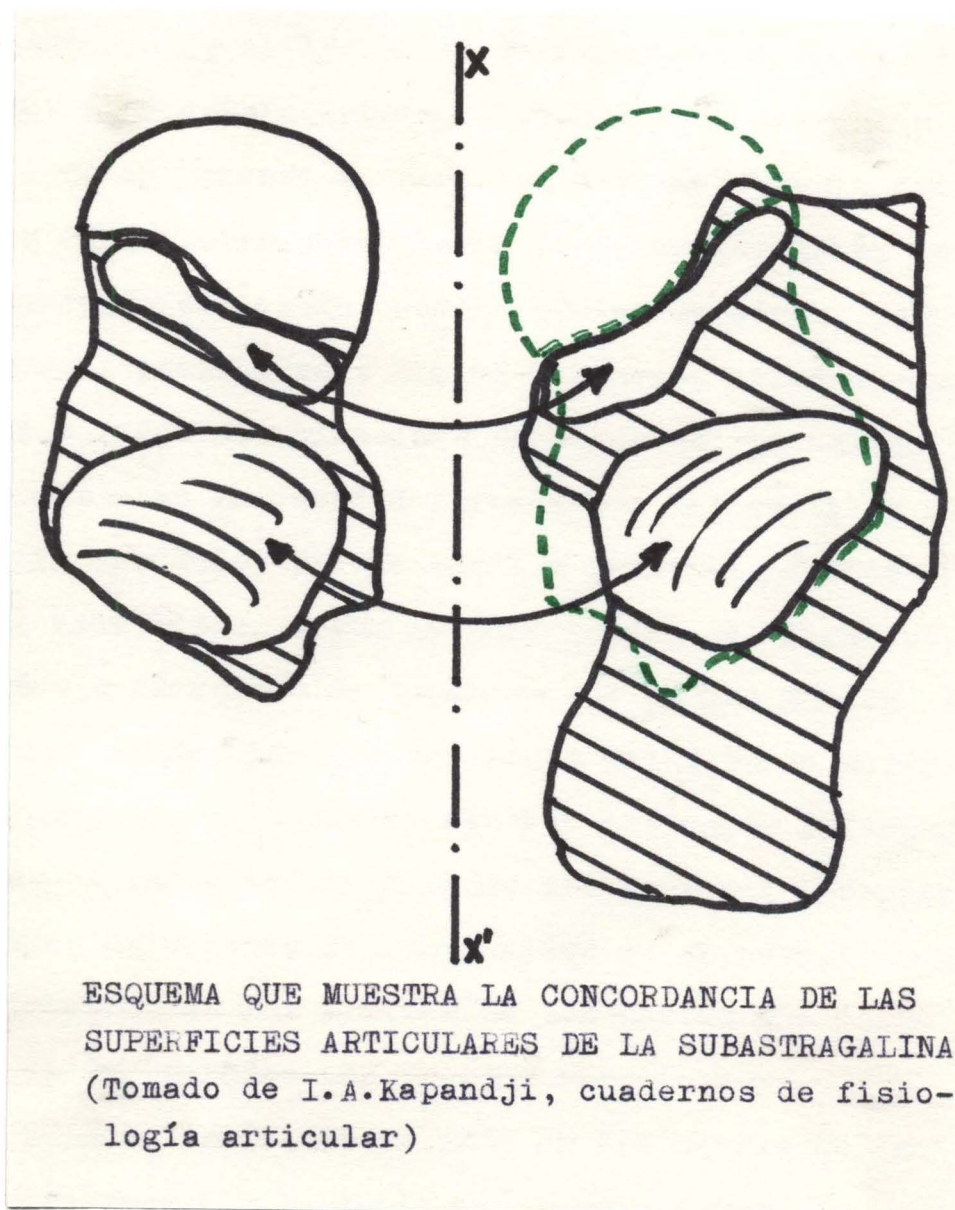 X
X'
ESQUEMA QUE MUESTRA LA CONCORDANCIA DE LAS
SUPERFICIES ARTICULARES DE LA SUBASTRAGALINA
(Tomado de I.A.Kapandji, cuadernos de fisio-
logía articular)